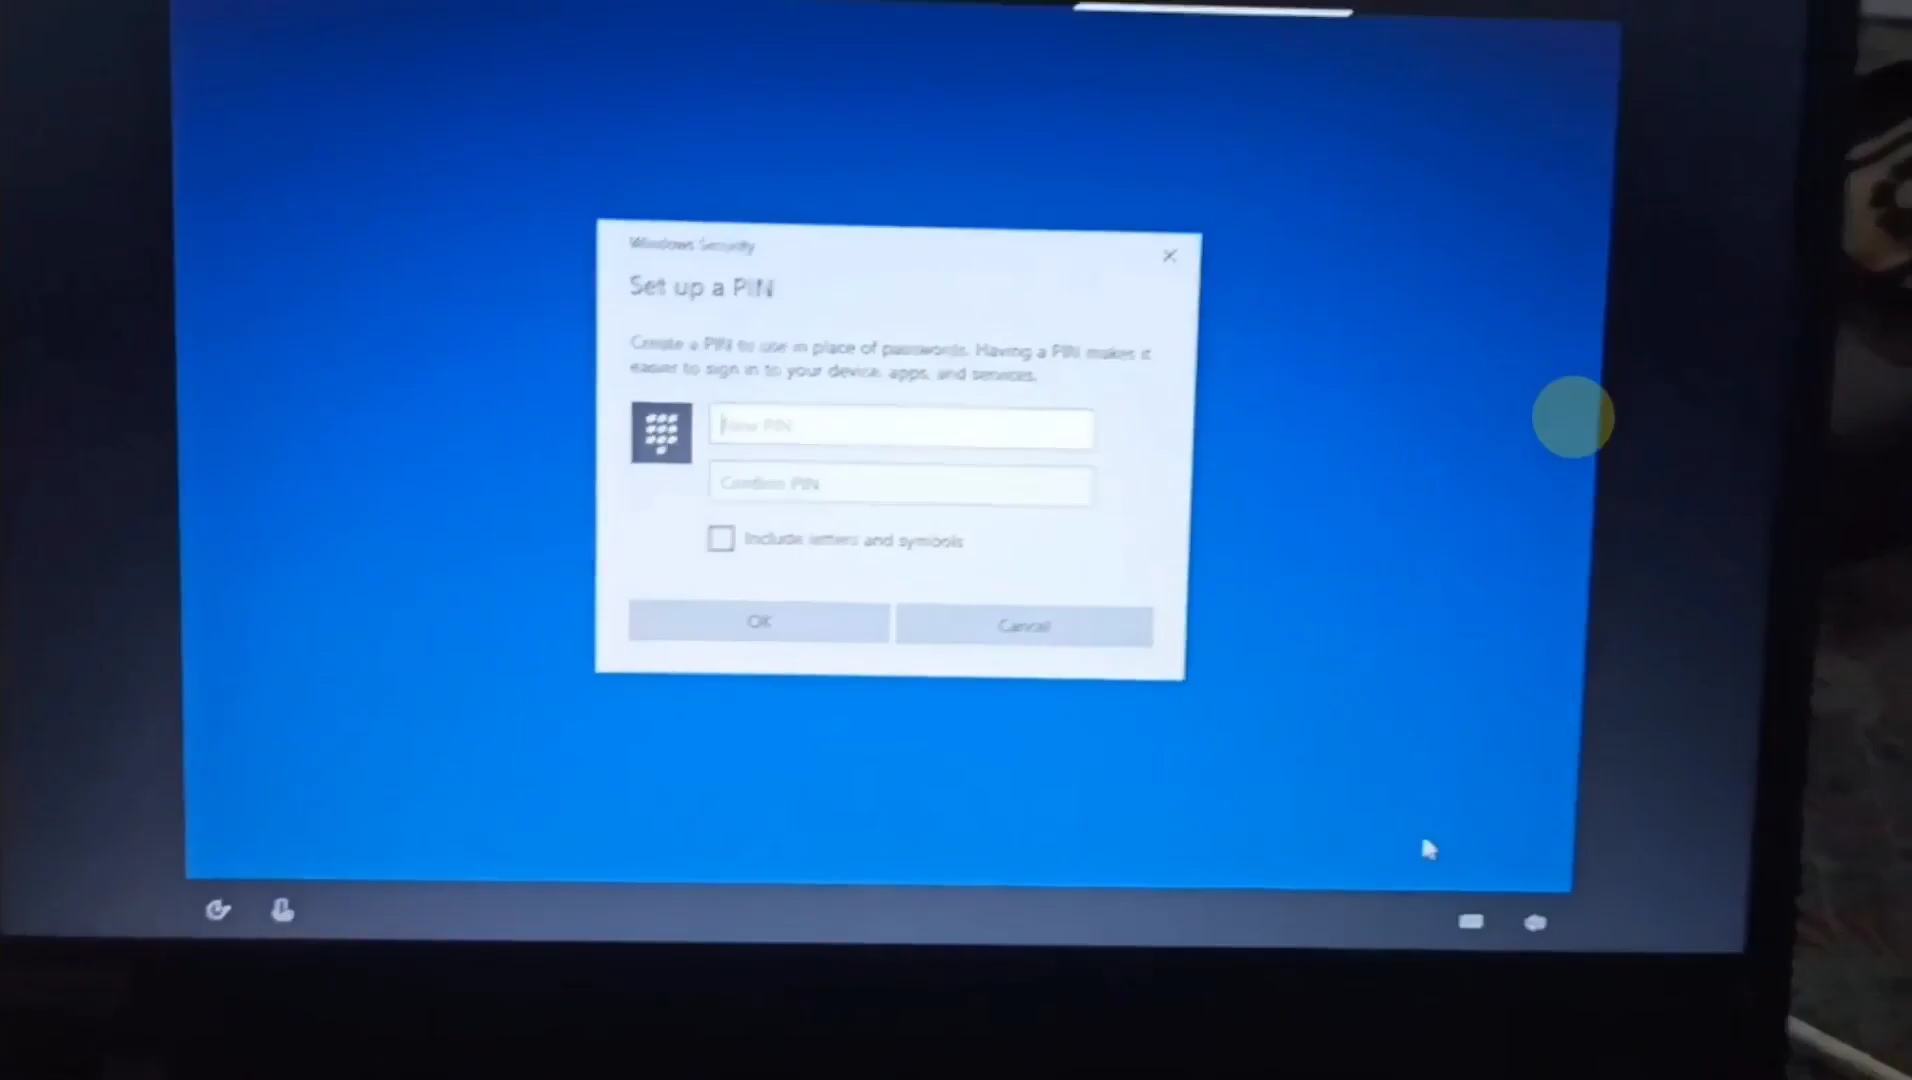 Windows Security
Set up a PIN
Create a PIN to use in place of passwords. Having a PIN makes it
easier to sign in to your device, apps, and services.
New PIN
Confirm PIN
Include letters and symbols
OK
Cancel